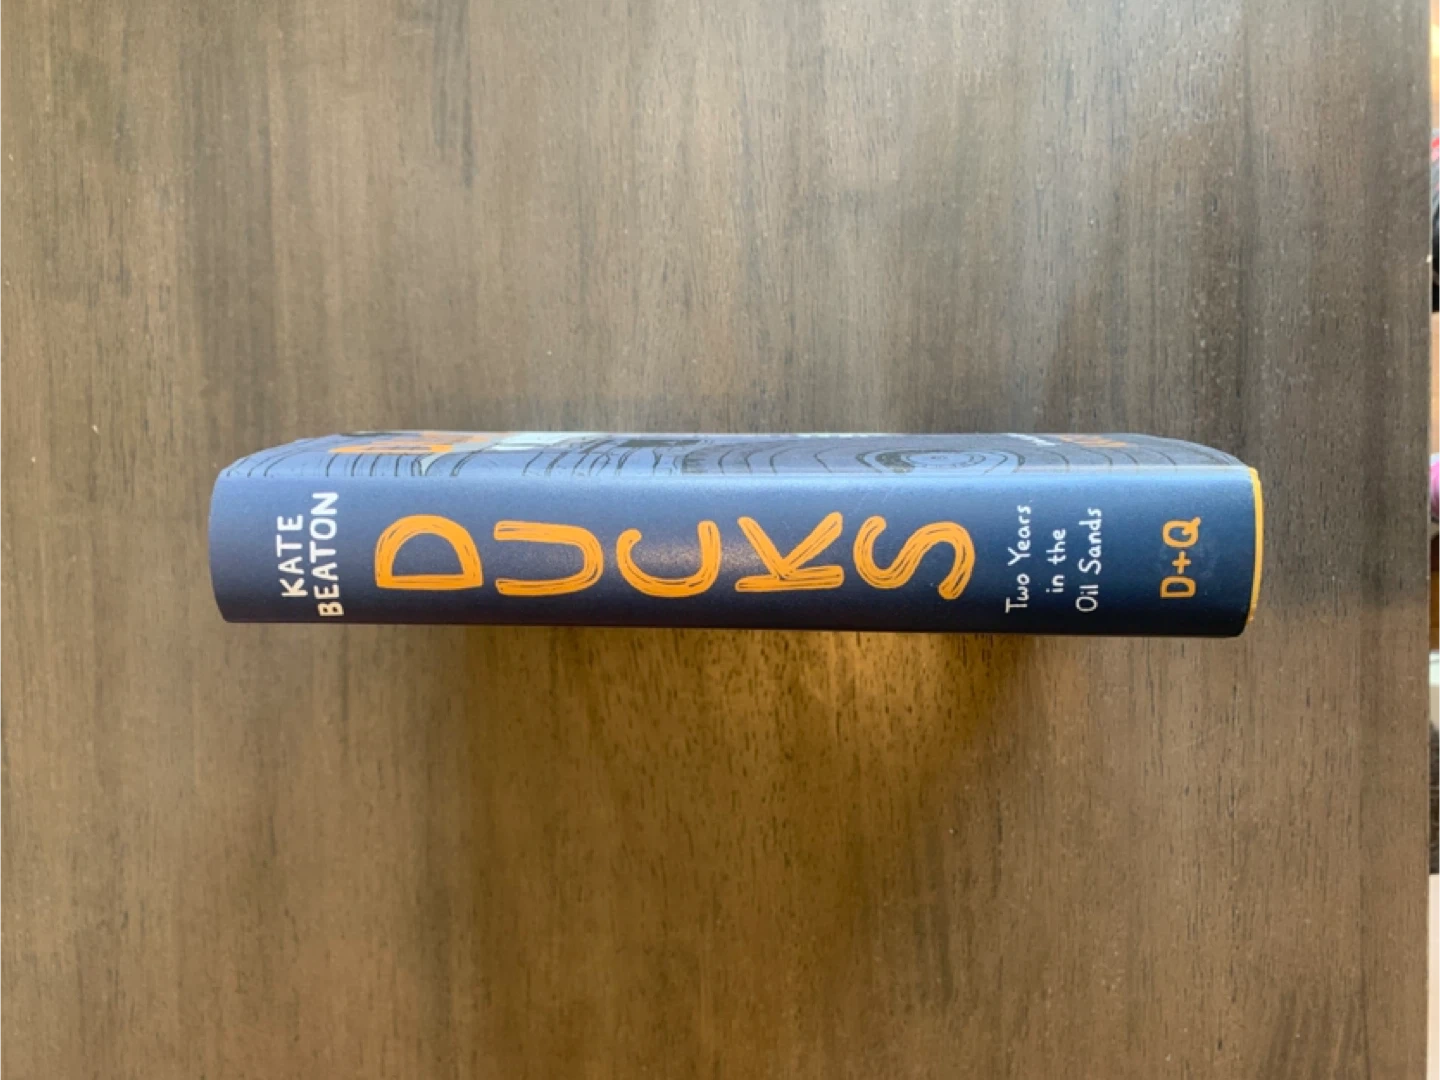 KATE
BEATON
DUCKS
Two Years
in the
Oil Sands
D+Q